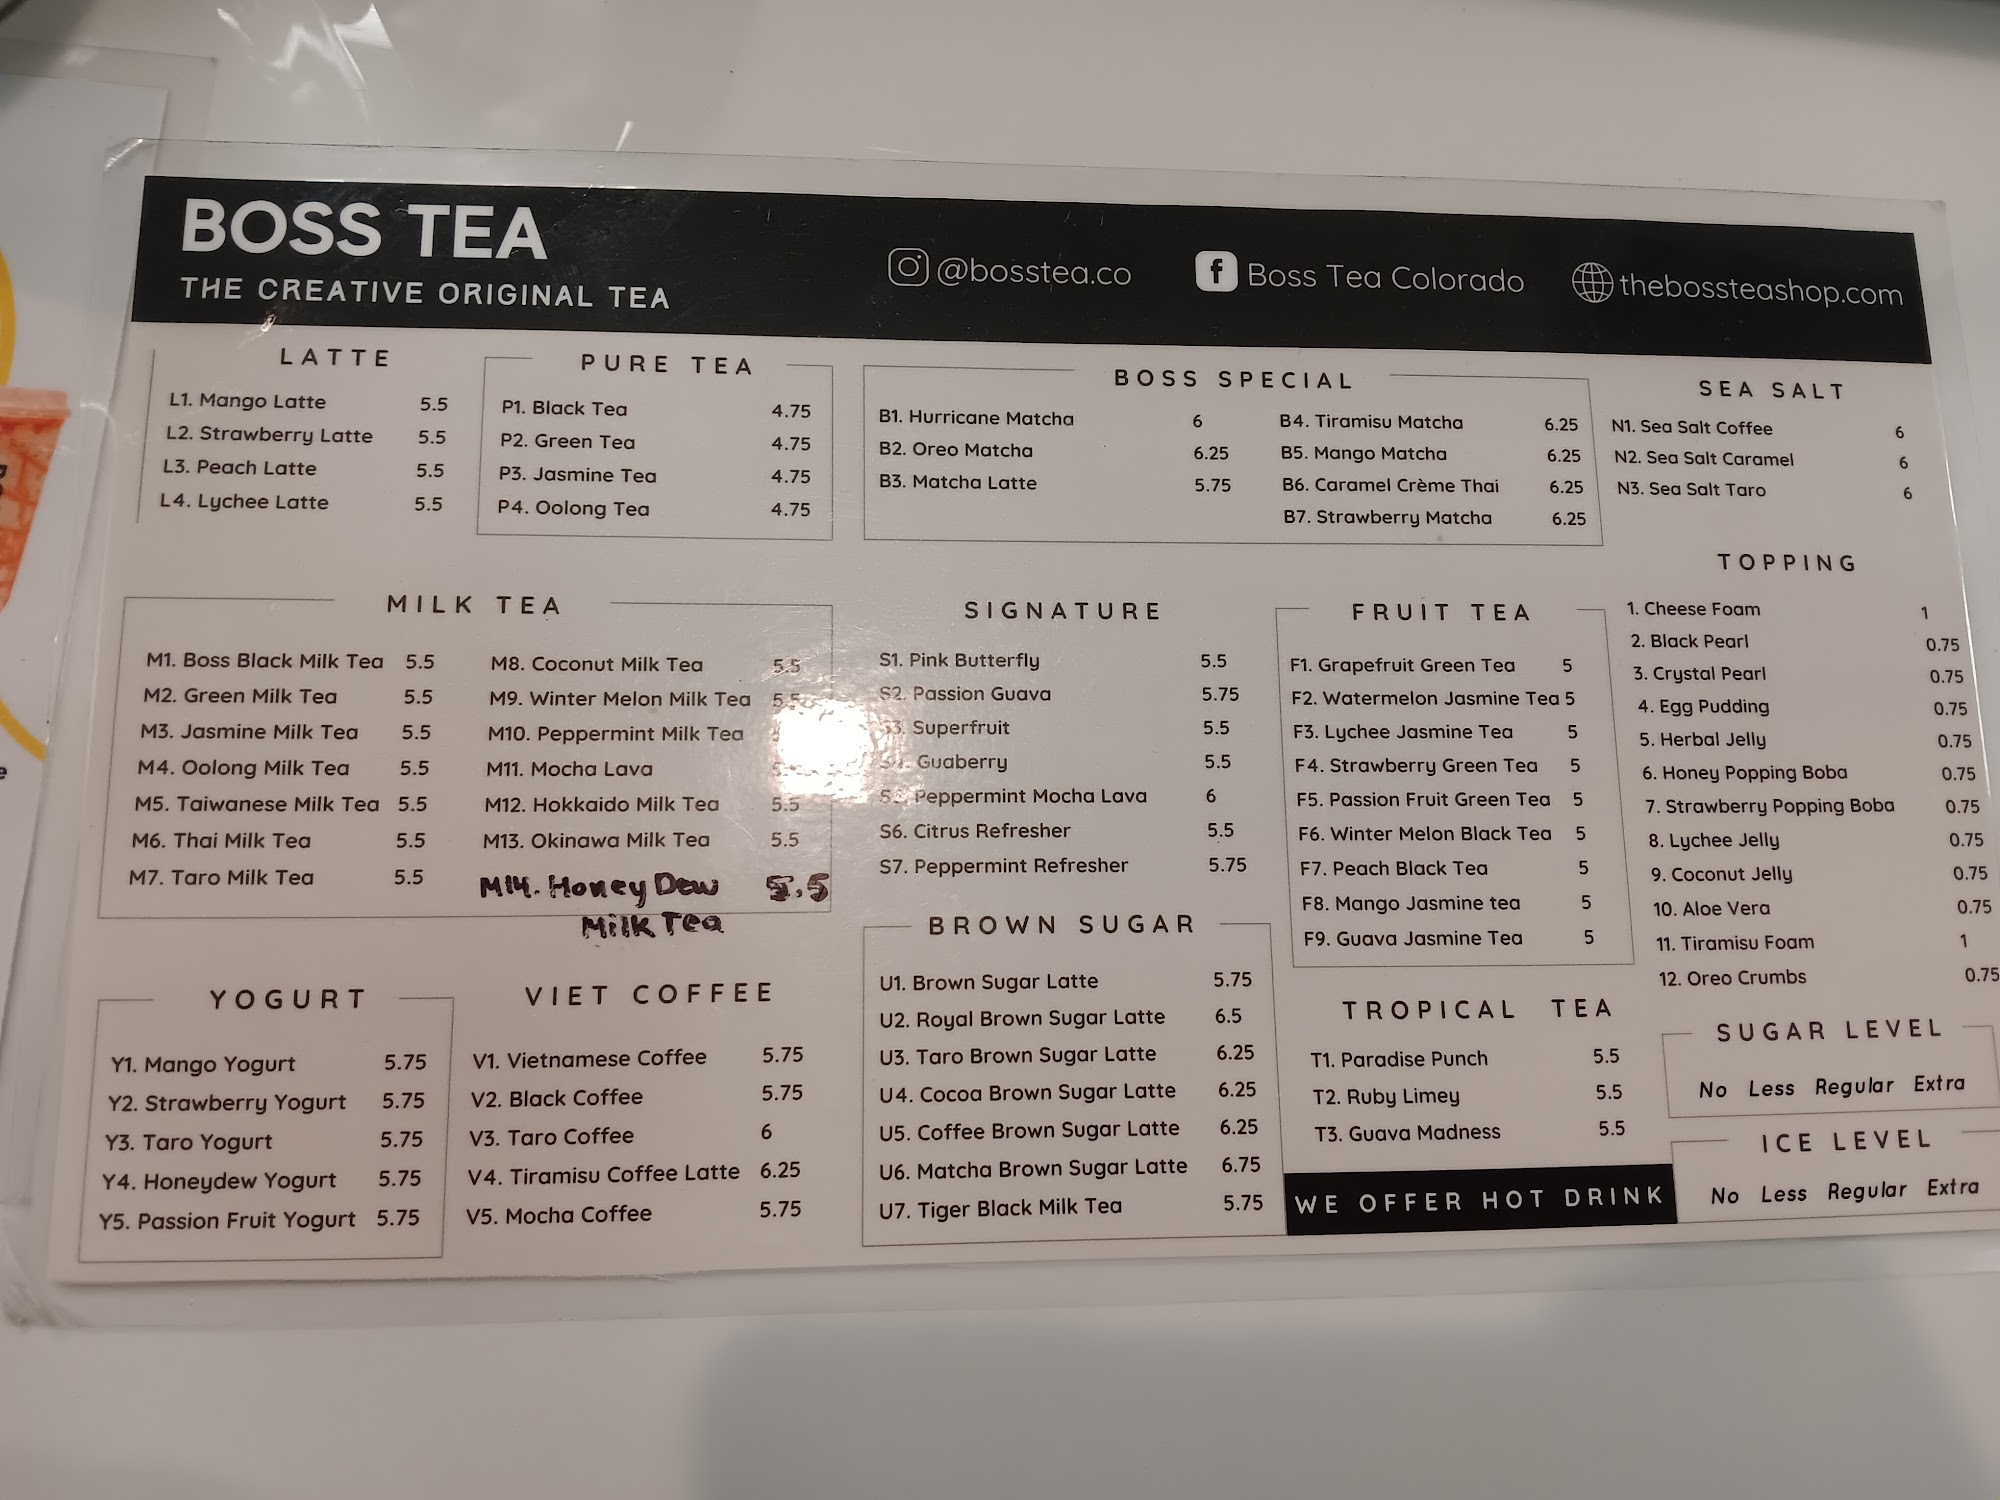 BOSS TEA
THE CREATIVE ORIGINAL TEA
@bosstea.co
Boss Tea Colorado
thebossteashop.com
LATTE
L1. Mango Latte 5.5
L2. Strawberry Latte 5.5
L3. Peach Latte 5.5
L4. Lychee Latte 5.5
PURE TEA
P1. Black Tea 4.75
P2. Green Tea 4.75
P3. Jasmine Tea 4.75
P4. Oolong Tea 4.75
BOSS SPECIAL
B1. Hurricane Matcha 6
B2. Oreo Matcha 6.25
B3. Matcha Latte 5.75
B4. Tiramisu Matcha 6.25
B5. Mango Matcha 6.25
B6. Caramel Crème Thai 6.25
B7. Strawberry Matcha 6.25
SEA SALT
N1. Sea Salt Coffee 6
N2. Sea Salt Caramel 6
N3. Sea Salt Taro 6
MILK TEA
M1. Boss Black Milk Tea 5.5
M2. Green Milk Tea 5.5
M3. Jasmine Milk Tea 5.5
M4. Oolong Milk Tea 5.5
M5. Taiwanese Milk Tea 5.5
M6. Thai Milk Tea 5.5
M7. Taro Milk Tea 5.5
M8. Coconut Milk Tea 5.5
M9. Winter Melon Milk Tea 5.5
M10. Peppermint Milk Tea
M11. Mocha Lava
M12. Hokkaido Milk Tea 5.5
M13. Okinawa Milk Tea 5.5
M14. Honey Dew 5.5
Milk Tea
SIGNATURE
S1. Pink Butterfly 5.5
S2. Passion Guava 5.75
Superfruit 5.5
Guaberry 5.5
Peppermint Mocha Lava 6
S6. Citrus Refresher 5.5
S7. Peppermint Refresher 5.75
FRUIT TEA
F1. Grapefruit Green Tea 5
F2. Watermelon Jasmine Tea 5
F3. Lychee Jasmine Tea 5
F4. Strawberry Green Tea 5
F5. Passion Fruit Green Tea 5
F6. Winter Melon Black Tea 5
F7. Peach Black Tea 5
F8. Mango Jasmine tea 5
F9. Guava Jasmine Tea 5
TOPPING
1. Cheese Foam 1
2. Black Pearl 0.75
3. Crystal Pearl 0.75
4. Egg Pudding 0.75
5. Herbal Jelly 0.75
6. Honey Popping Boba 0.75
7. Strawberry Popping Boba 0.75
8. Lychee Jelly 0.75
9. Coconut Jelly 0.75
10. Aloe Vera 0.75
11. Tiramisu Foam 1
12. Oreo Crumbs 0.75
YOGURT
Y1. Mango Yogurt 5.75
Y2. Strawberry Yogurt 5.75
Y3. Taro Yogurt 5.75
Y4. Honeydew Yogurt 5.75
Y5. Passion Fruit Yogurt 5.75
VIET COFFEE
V1. Vietnamese Coffee 5.75
V2. Black Coffee 5.75
V3. Taro Coffee 6
V4. Tiramisu Coffee Latte 6.25
V5. Mocha Coffee 5.75
BROWN SUGAR
U1. Brown Sugar Latte 5.75
U2. Royal Brown Sugar Latte 6.5
U3. Taro Brown Sugar Latte 6.25
U4. Cocoa Brown Sugar Latte 6.25
U5. Coffee Brown Sugar Latte 6.25
U6. Matcha Brown Sugar Latte 6.75
U7. Tiger Black Milk Tea 5.75
TROPICAL TEA
T1. Paradise Punch 5.5
T2. Ruby Limey 5.5
T3. Guava Madness 5.5
WE OFFER HOT DRINK
SUGAR LEVEL
No Less Regular Extra
ICE LEVEL
No Less Regular Extra